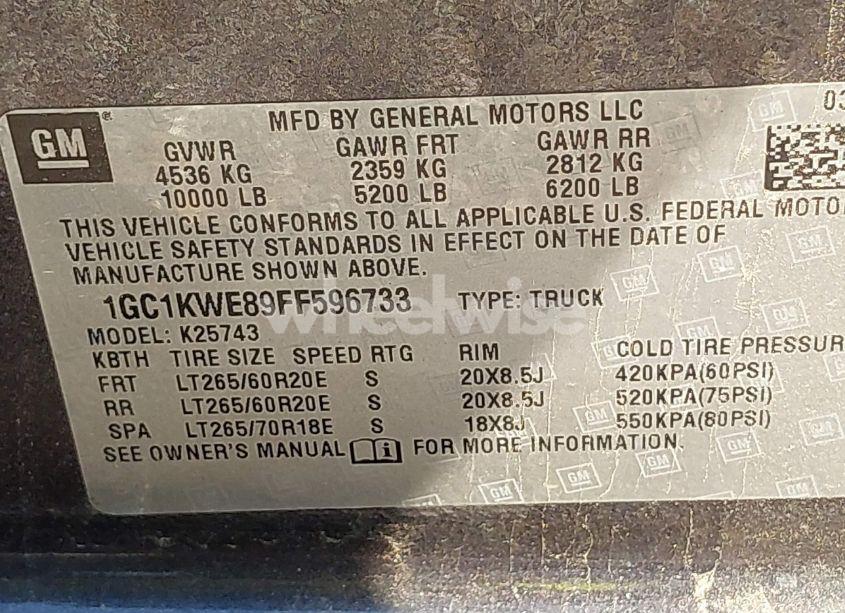 MFD BY GENERAL MOTORS LLC 03
GM
GVWR GAWR FRT GAWR RR
4536 KG 2359 KG 2812 KG
10000 LB 5200 LB 6200 LB
THIS VEHICLE CONFORMS TO ALL APPLICABLE U.S. FEDERAL MOTOR
VEHICLE SAFETY STANDARDS IN EFFECT ON THE DATE OF
MANUFACTURE SHOWN ABOVE.
1GC1KWE89FF596733 TYPE: TRUCK
wheelwise
MODEL: K25743
KBTH TIRE SIZE SPEED RTG RIM COLD TIRE PRESSUR
FRT LT265/60R20E S 20X8.5J 420KPA(60PSI)
RR LT265/60R20E S 20X8.5J 520KPA(75PSI)
SPA LT265/70R18E S 18X8J 550KPA(80PSI)
SEE OWNER'S MANUAL i FOR MORE INFORMATION.